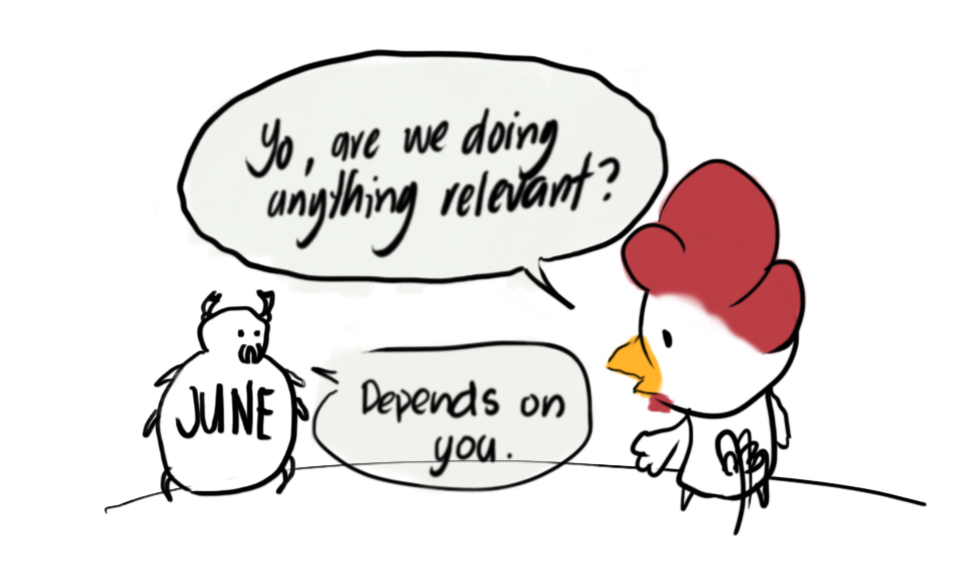 Yo, are we doing
anything relevant?
JUNE
Depends on
you.